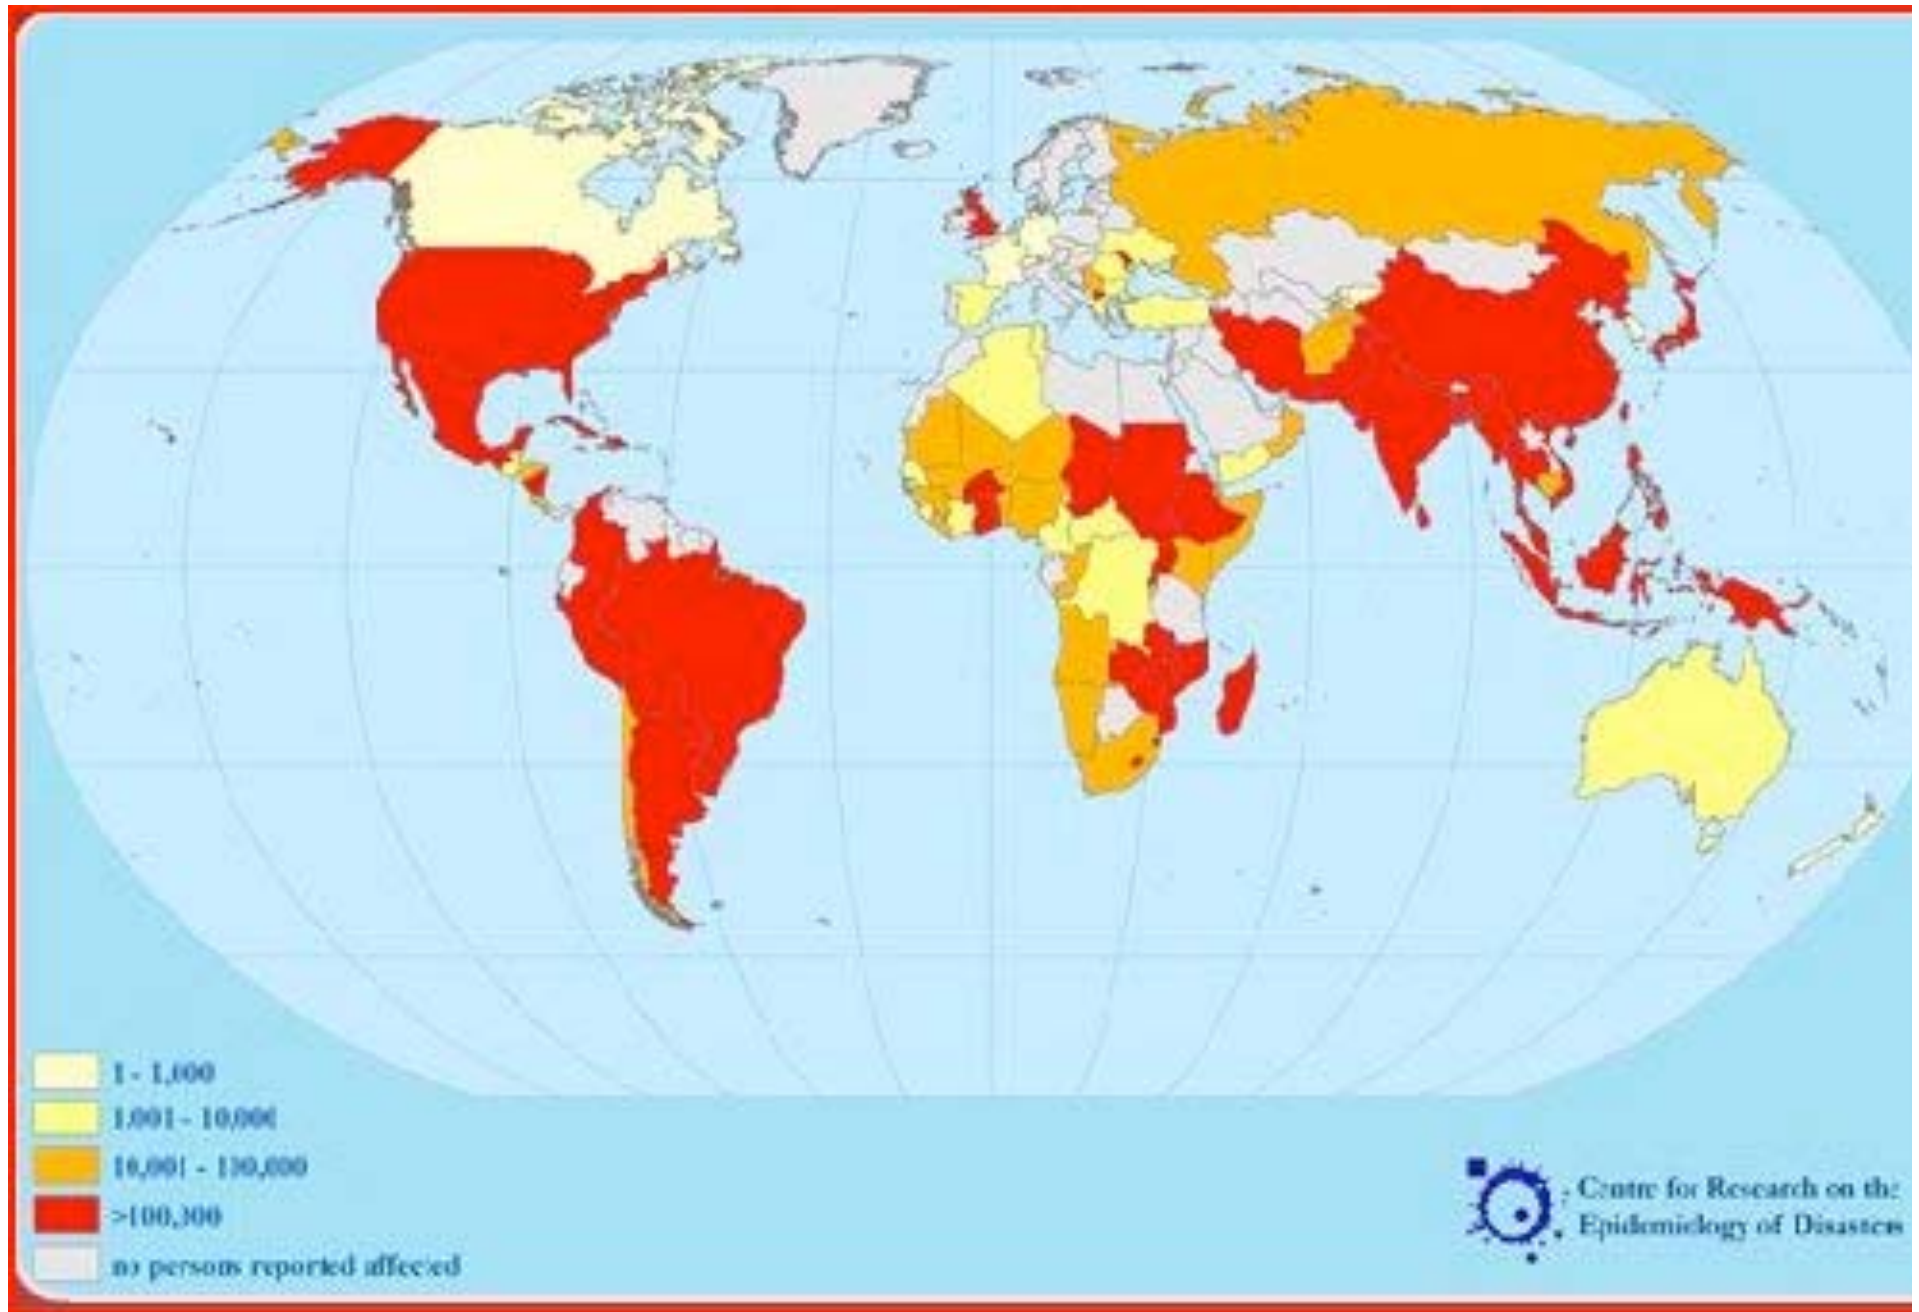 1 - 1,000
1,001 - 10,000
10,001 - 100,000
>100,000
no persons reported affected
Centre for Research on the
Epidemiology of Disasters